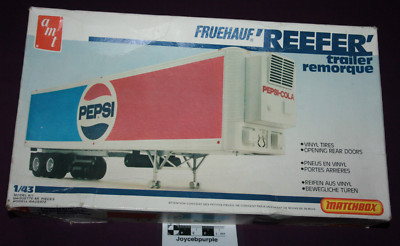 amt
FRUEHAUF 'REEFER'
trailer
remorque
PEPSI-COLA
PEPSI
• VINYL TIRES
• OPENING REAR DOORS
• PNEUS EN VINYL
• PORTES ARRIÈRES
• REIFEN AUS VINYL
• BEWEGLICHE TÜREN
1/43
MATCHBOX
Joycebpurple